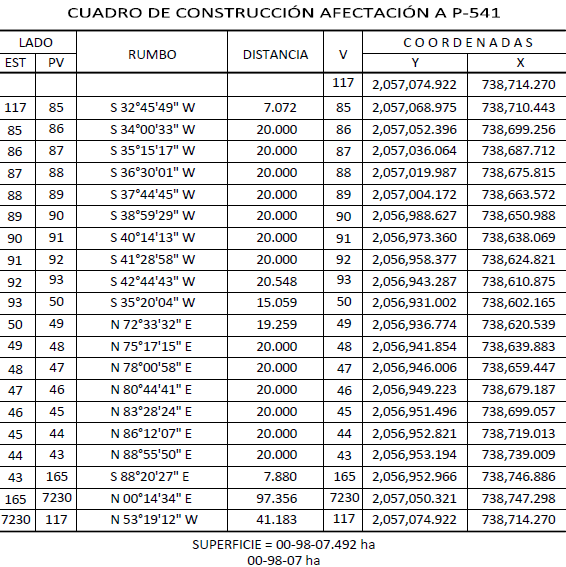 CUADRO DE CONSTRUCCIÓN AFECTACIÓN A P-541
LADO RUMBO DISTANCIA V COORDENADAS
EST PV Y X
117 2,057,074.922 738,714.270
117 85 S 32°45'49" W 7.072 85 2,057,068.975 738,710.443
85 86 S 34°00'33" W 20.000 86 2,057,052.396 738,699.256
86 87 S 35°15'17" W 20.000 87 2,057,036.064 738,687.712
87 88 S 36°30'01" W 20.000 88 2,057,019.987 738,675.815
88 89 S 37°44'45" W 20.000 89 2,057,004.172 738,663.572
89 90 S 38°59'29" W 20.000 90 2,056,988.627 738,650.988
90 91 S 40°14'13" W 20.000 91 2,056,973.360 738,638.069
91 92 S 41°28'58" W 20.000 92 2,056,958.377 738,624.821
92 93 S 42°44'43" W 20.548 93 2,056,943.287 738,610.875
93 50 S 35°20'04" W 15.059 50 2,056,931.002 738,602.165
50 49 N 72°33'32" E 19.259 49 2,056,936.774 738,620.539
49 48 N 75°17'15" E 20.000 48 2,056,941.854 738,639.883
48 47 N 78°00'58" E 20.000 47 2,056,946.006 738,659.447
47 46 N 80°44'41" E 20.000 46 2,056,949.223 738,679.187
46 45 N 83°28'24" E 20.000 45 2,056,951.496 738,699.057
45 44 N 86°12'07" E 20.000 44 2,056,952.821 738,719.013
44 43 N 88°55'50" E 20.000 43 2,056,953.194 738,739.009
43 165 S 88°20'27" E 7.880 165 2,056,952.966 738,746.886
165 7230 N 00°14'34" E 97.356 7230 2,057,050.321 738,747.298
7230 117 N 53°19'12" W 41.183 117 2,057,074.922 738,714.270
SUPERFICIE = 00-98-07.492 ha
00-98-07 ha